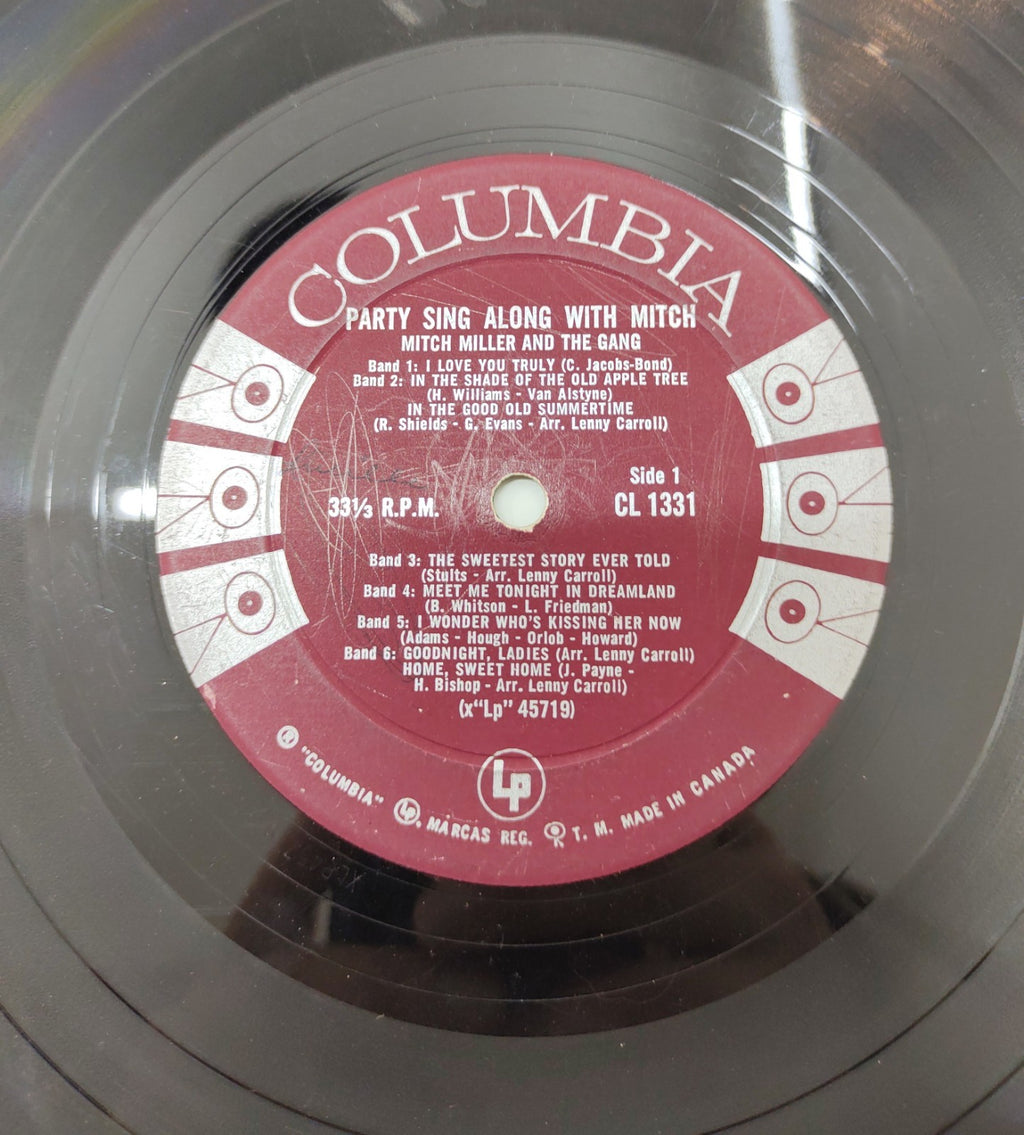 COLUMBIA
PARTY SING ALONG WITH MITCH
MITCH MILLER AND THE GANG
Band 1: I LOVE YOU TRULY (C. Jacobs-Bond)
Band 2: IN THE SHADE OF THE OLD APPLE TREE
(H. Williams - Van Alstyne)
IN THE GOOD OLD SUMMERTIME
(R. Shields - G. Evans - Arr. Lenny Carroll)
Side 1
33⅓ R.P.M. CL 1331
Band 3: THE SWEETEST STORY EVER TOLD
(Stults - Arr. Lenny Carroll)
Band 4: MEET ME TONIGHT IN DREAMLAND
(B. Whitson - L. Friedman)
Band 5: I WONDER WHO'S KISSING HER NOW
(Adams - Hough - Orlob - Howard)
Band 6: GOODNIGHT, LADIES (Arr. Lenny Carroll)
HOME, SWEET HOME (J. Payne -
H. Bishop - Arr. Lenny Carroll)
(x"Lp" 45719)
Lp
® "COLUMBIA" Lp, MARCAS REG. T. M. MADE IN CANADA